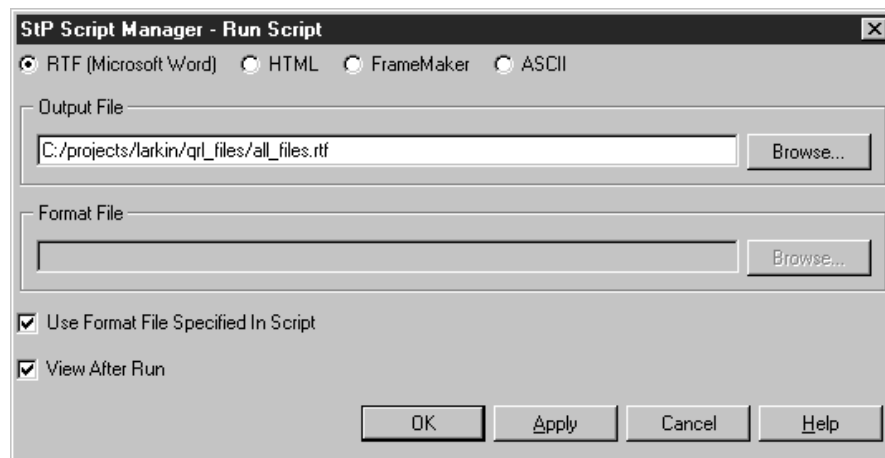 StP Script Manager - Run Script
RTF (Microsoft Word) HTML FrameMaker ASCII
Output File
C:/projects/larkin/qrl_files/all_files.rtf Browse...
Format File
Browse...
Use Format File Specified In Script
View After Run
OK Apply Cancel Help